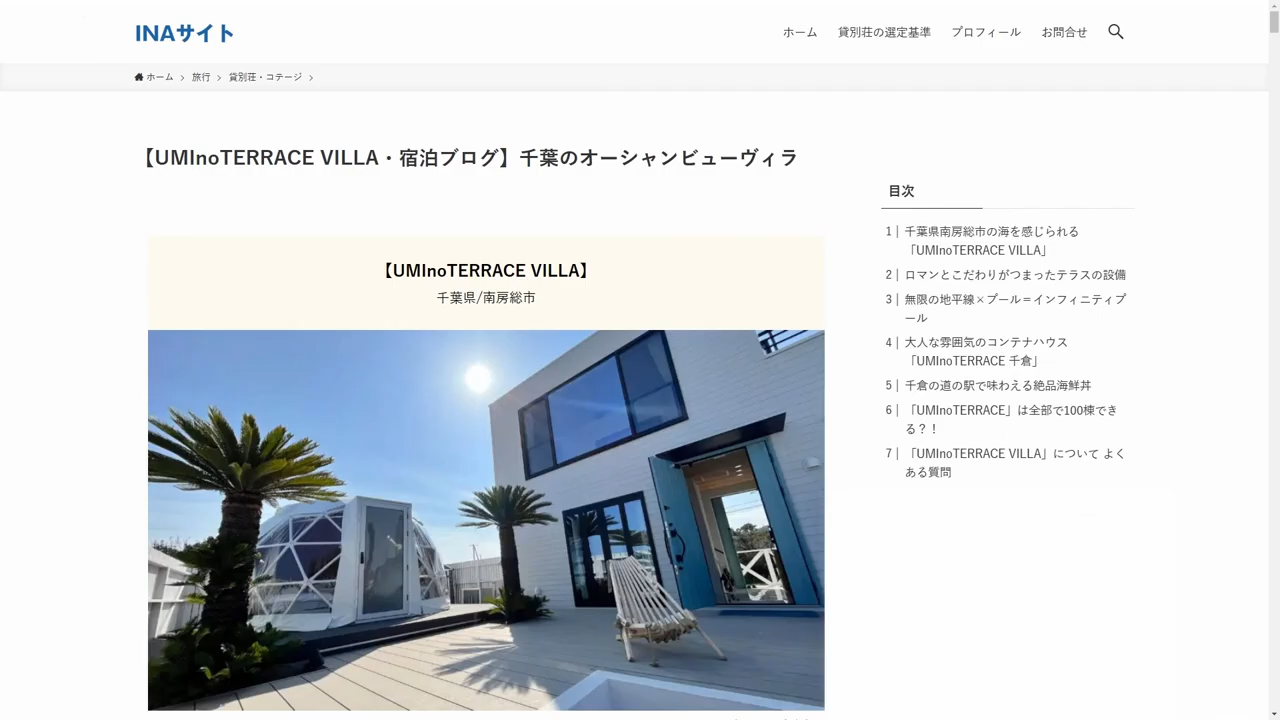 INAサイト
ホーム 貸別荘の選定基準 プロフィール お問合せ
ホーム > 旅行 > 貸別荘・コテージ >
【UMInoTERRACE VILLA・宿泊ブログ】千葉のオーシャンビューヴィラ
【UMInoTERRACE VILLA】
千葉県/南房総市
目次
1 | 千葉県南房総市の海を感じられる
「UMInoTERRACE VILLA」
2 | ロマンとこだわりがつまったテラスの設備
3 | 無限の地平線×プール=インフィニティプ
ール
4 | 大人な雰囲気のコンテナハウス
「UMInoTERRACE 千倉」
5 | 千倉の道の駅で味わえる絶品海鮮丼
6 | 「UMInoTERRACE」は全部で100棟でき
る？！
7 | 「UMInoTERRACE VILLA」について よく
ある質問